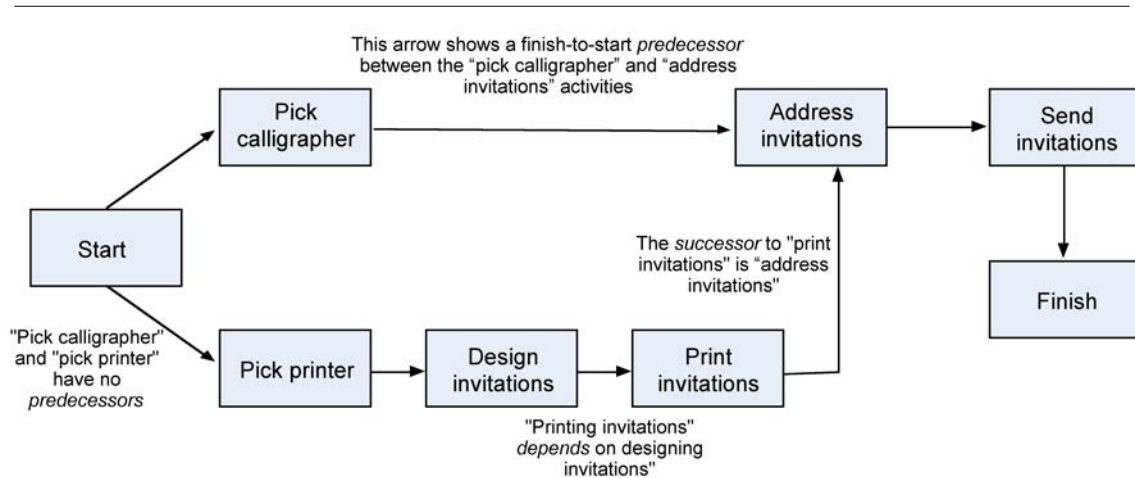 This arrow shows a finish-to-start predecessor
between the “pick calligrapher” and “address
invitations” activities
Pick
calligrapher
Address
invitations
Send
invitations
Start
The successor to "print
invitations" is “address
invitations"
Finish
"Pick calligrapher"
and "pick printer"
have no
predecessors
Pick printer
Design
invitations
Print
invitations
"Printing invitations"
depends on designing
invitations"